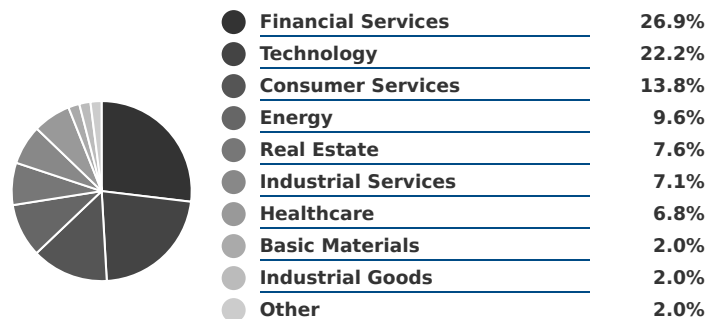 Financial Services 26.9%
Technology 22.2%
Consumer Services 13.8%
Energy 9.6%
Real Estate 7.6%
Industrial Services 7.1%
Healthcare 6.8%
Basic Materials 2.0%
Industrial Goods 2.0%
Other 2.0%